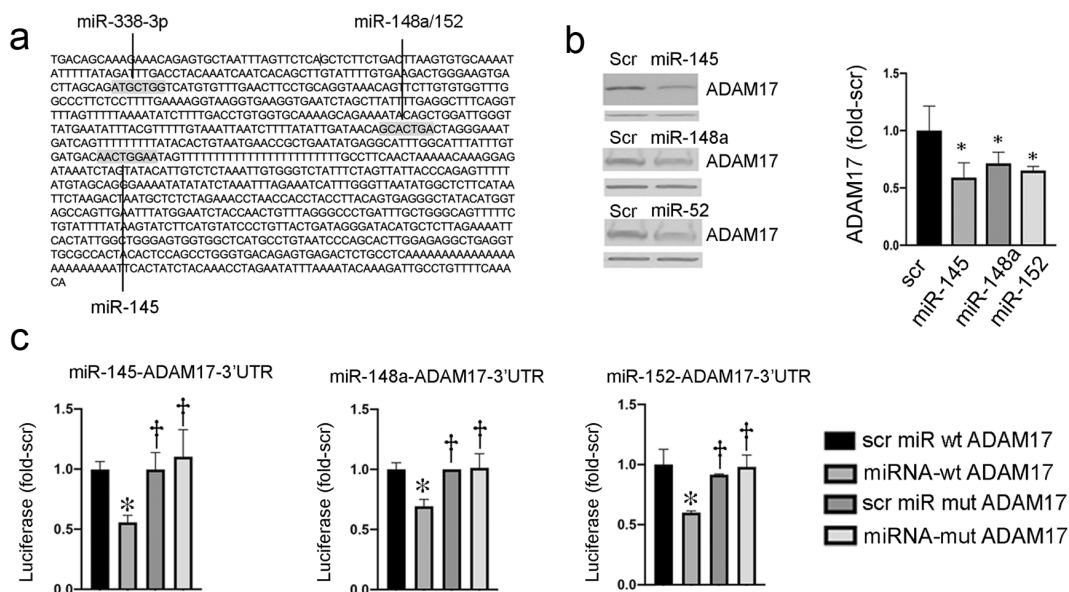 a
miR-338-3p
miR-148a/152
TGACAGCAAAGAAACAGAGTGCTAATTTAGTTCTCAGCTCTTCTGACTTAAGTGTGCAAAAT
ATTTTTATAGATTTGACCTACAAATCAATCACAGCTTGTATTTTGTGAAGACTGGGAAGTGA
CTTAGCAGATGCTGGTCATGTGTTTGAACTTCCTGCAGGTAAACAGTTCTTGTGTGGTTTG
GCCCTTCTCCTTTTGAAAAGGTAAGGTGAAGGTGAATCTAGCTTATTTTGAGGCTTTCAGGT
TTTAGTTTTTAAAATATCTTTTGACCTGTGGTGCAAAAGCAGAAAATACAGCTGGATTGGGT
TATGAATATTTACGTTTTTGTAAATTAATCTTTTATATTGATAACAGCACTGACTAGGGAAAT
GATCAGTTTTTTTTTATACACTGTAATGAACCGCTGAATATGAGGCATTTGGCATTTATTTGT
GATGACAACTGGAATAGTTTTTTTTTTTTTTTTTTTTTTTTTGCCTTCAACTAAAAACAAAGGAG
ATAAATCTAGTATACATTGTCTCTAAATTGTGGGTCTATTTCTAGTTATTACCCAGAGTTTTT
ATGTAGCAGGGAAAATATATATCTAAATTTAGAAATCATTTGGGTTAATATGGCTCTTCATAA
TTCTAAGACTAATGCTCTCTAGAAACCTAACCACCTACCTTACAGTGAGGGCTATACATGGT
AGCCAGTTGAATTTATGGAATCTACCAACTGTTTAGGGCCCTGATTTGCTGGGCAGTTTTTC
TGTATTTTATAAGTATCTTCATGTATCCCTGTTACTGATAGGGATACATGCTCTTAGAAAATT
CACTATTGGCTGGGAGTGGTGGCTCATGCCTGTAATCCCAGCACTTGGAGAGGCTGAGGTT
TGCGCCACTACACTCCAGCCTGGGTGACAGAGTGAGACTCTGCCTCAAAAAAAAAAAAAAAA
AAAAAAAAAATTCACTATCTACAAACCTAGAATATTTAAAATACAAAGATTGCCTGTTTTCAAA
CA
miR-145
b
Scr miR-145
ADAM17
Scr miR-148a
ADAM17
Scr miR-52
ADAM17
ADAM17 (fold-scr)
1.5
1.0
0.5
0.0
* * *
scr
miR-145
miR-148a
miR-152
c
miR-145-ADAM17-3'UTR
Luciferase (fold-scr)
1.5
1.0
0.5
0.0
* † †
miR-148a-ADAM17-3'UTR
Luciferase (fold-scr)
1.5
1.0
0.5
0.0
* † †
miR-152-ADAM17-3'UTR
Luciferase (fold-scr)
1.5
1.0
0.5
0.0
* † †
scr miR wt ADAM17
miRNA-wt ADAM17
scr miR mut ADAM17
miRNA-mut ADAM17